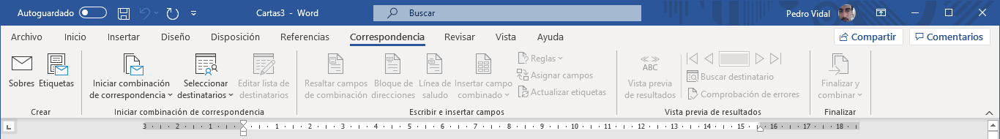 Autoguardado Cartas3 - Word Buscar Pedro Vidal
Archivo Inicio Insertar Diseño Disposición Referencias Correspondencia Revisar Vista Ayuda Compartir Comentarios
Sobres Etiquetas
Iniciar combinación
de correspondencia
Seleccionar
destinatarios
Editar lista de
destinatarios
Resaltar campos
de combinación
Bloque de
direcciones
Línea de
saludo
Insertar campo
combinado
Reglas
Asignar campos
Actualizar etiquetas
ABC
Vista previa
de resultados
Buscar destinatario
Comprobación de errores
Finalizar y
combinar
Crear Iniciar combinación de correspondencia Escribir e insertar campos Vista previa de resultados Finalizar
3 2 1 1 2 3 4 5 6 7 8 9 10 11 12 13 14 15 16 17 18